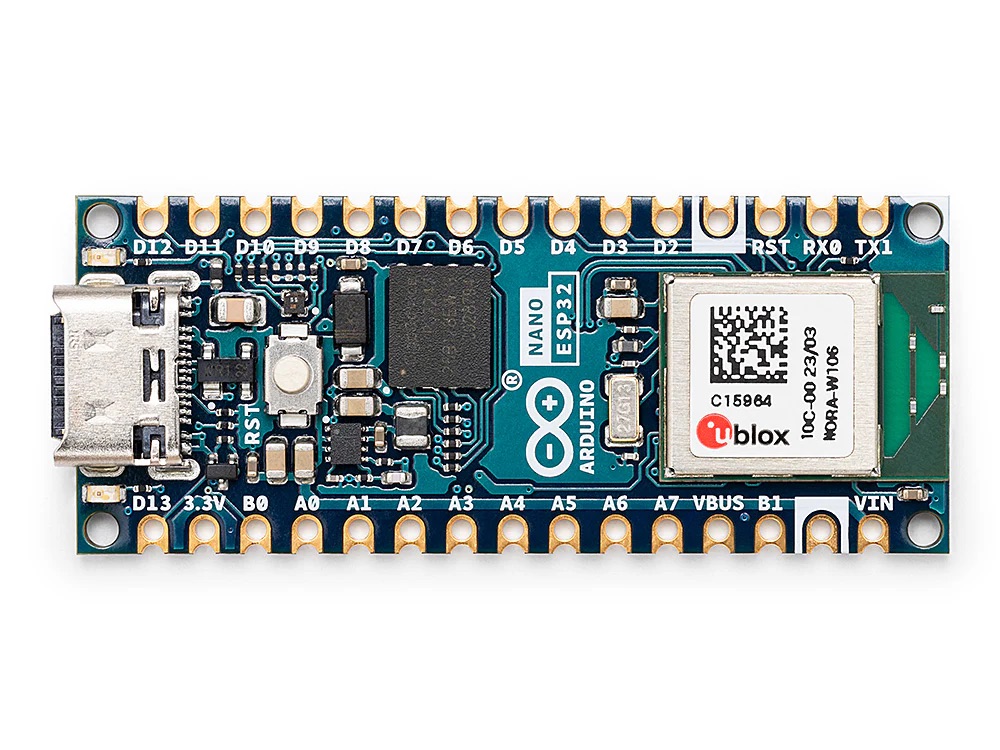 D12 D11 D10 D9 D8 D7 D6 D5 D4 D3 D2 RST RX0 TX1
NANO
ESP32
®
ARDUINO
RST
27G13
C15964
ublox
10C-00 23/03
NORA-W106
D13 3.3V B0 A0 A1 A2 A3 A4 A5 A6 A7 VBUS B1 VIN